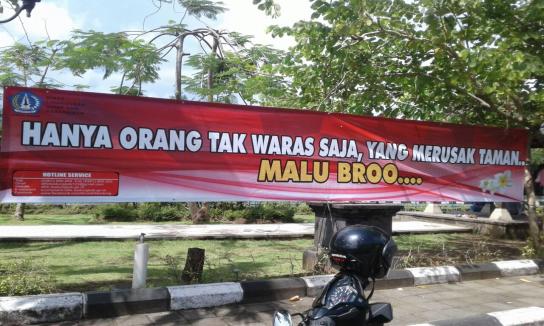 HANYA ORANG TAK WARAS SAJA, YANG MERUSAK TAMAN...
MALU BROO....
HOTLINE SERVICE